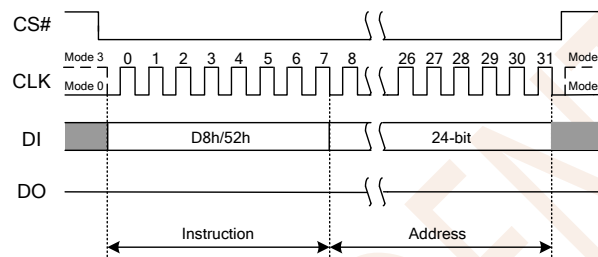 CS#
Mode 3 0 1 2 3 4 5 6 7 8 26 27 28 29 30 31 Mode
CLK
Mode 0 Mode
DI D8h/52h 24-bit
DO
Instruction Address